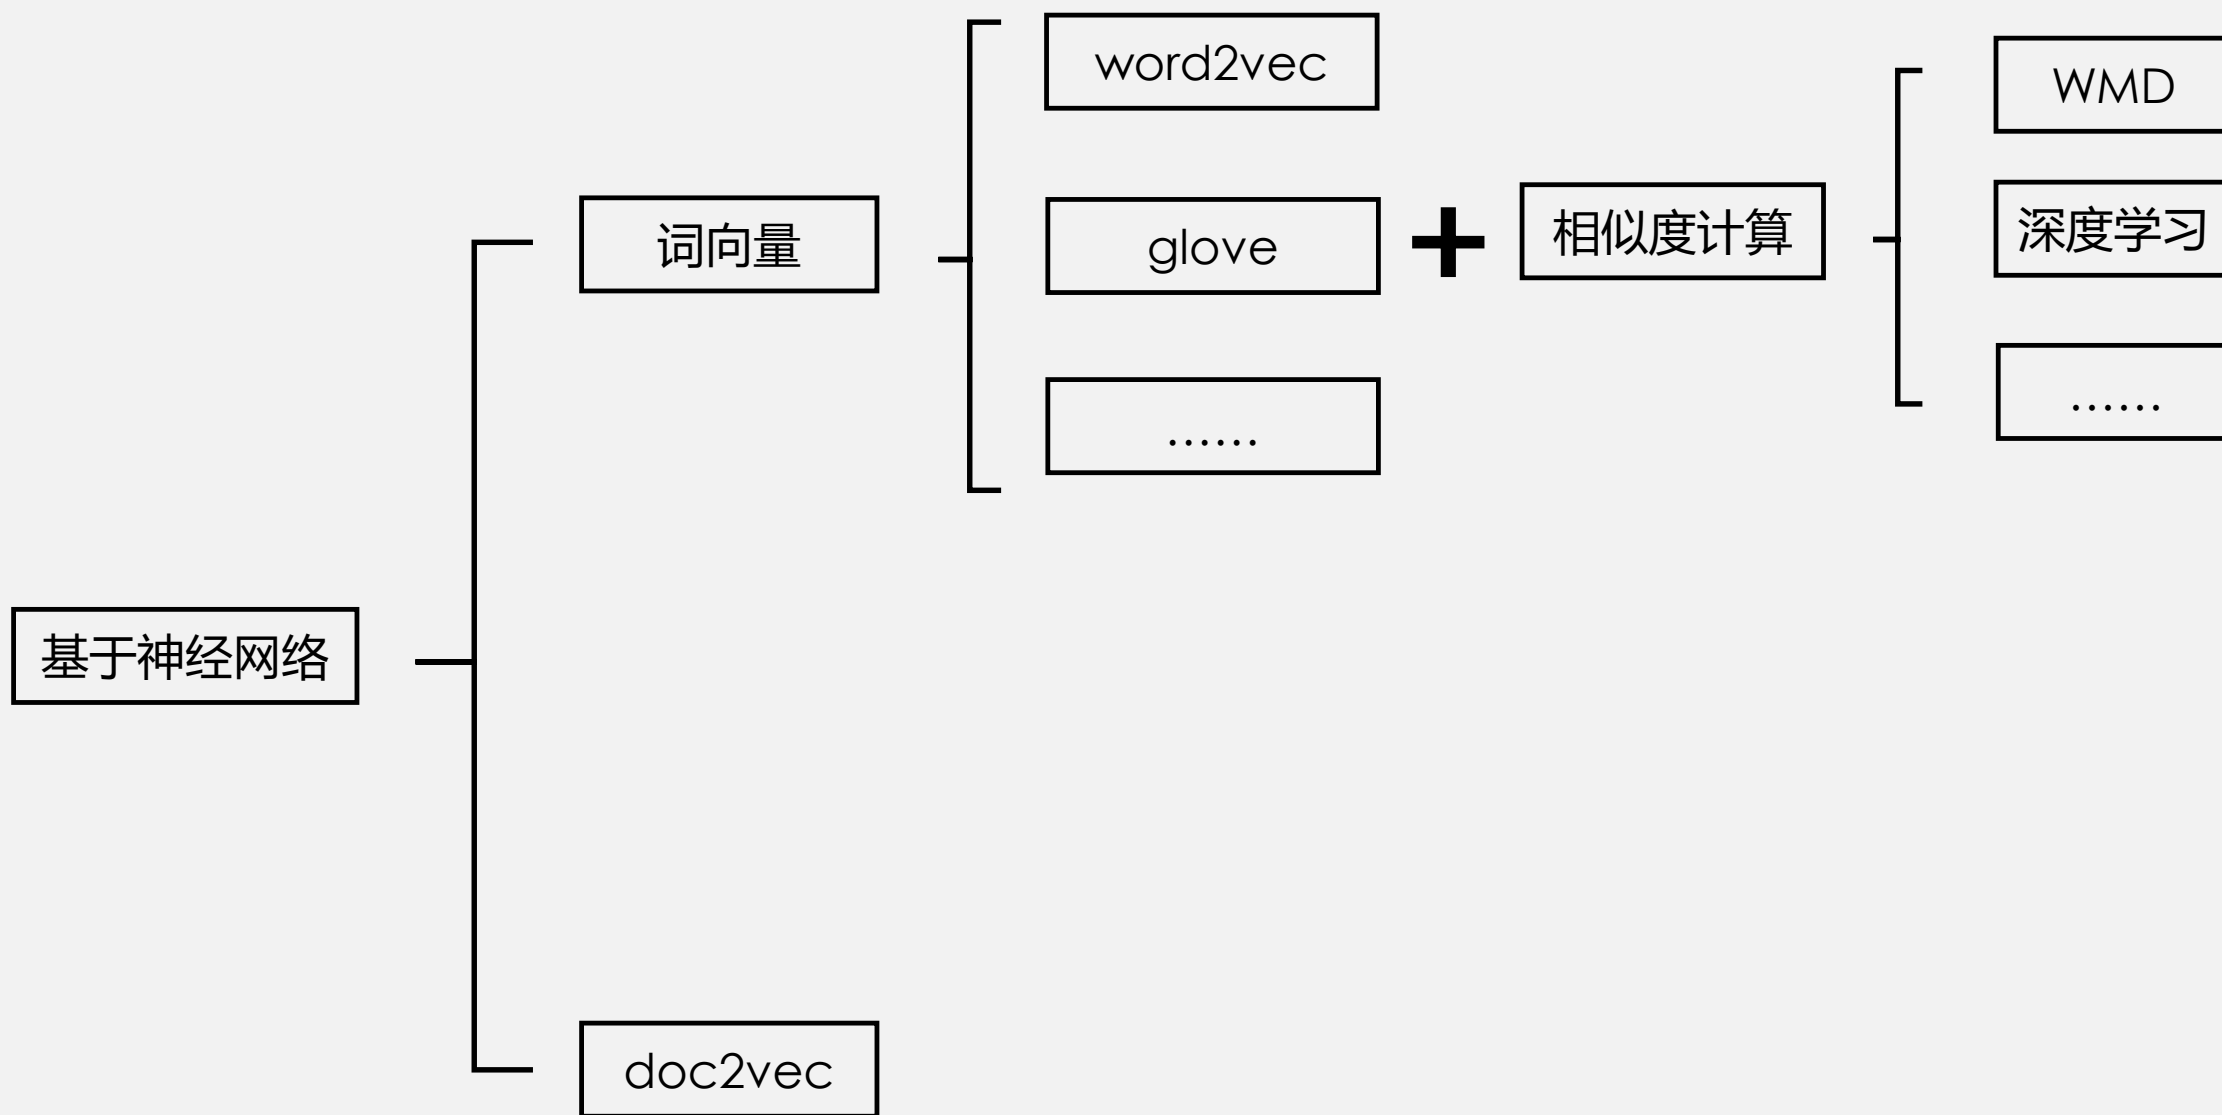 word2vec
WMD
词向量
glove
+
相似度计算
深度学习
……
……
基于神经网络
doc2vec